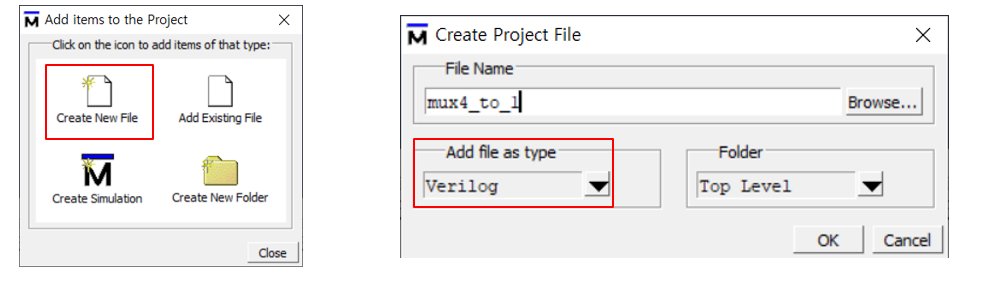 Add items to the Project
Click on the icon to add items of that type:
Create New File
Add Existing File
Create Simulation
Create New Folder
Close
Create Project File
File Name
mux4_to_1
Browse...
Add file as type
Verilog
Folder
Top Level
OK
Cancel